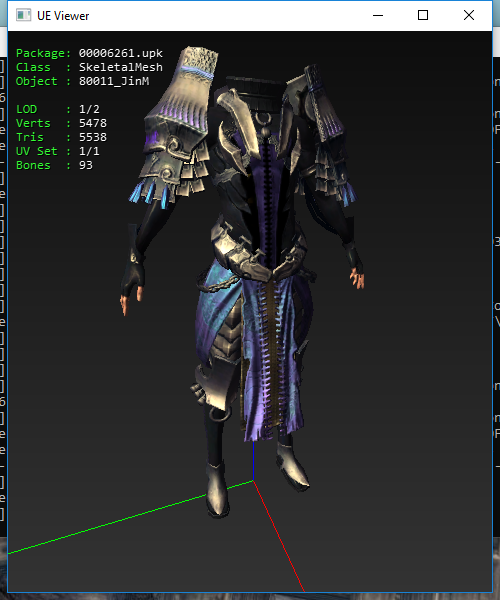 UE Viewer
Package: 00006261.upk
Class : SkeletalMesh
Object : 80011_JinM
LOD : 1/2
Verts : 5478
Tris : 5538
UV Set : 1/1
Bones : 93